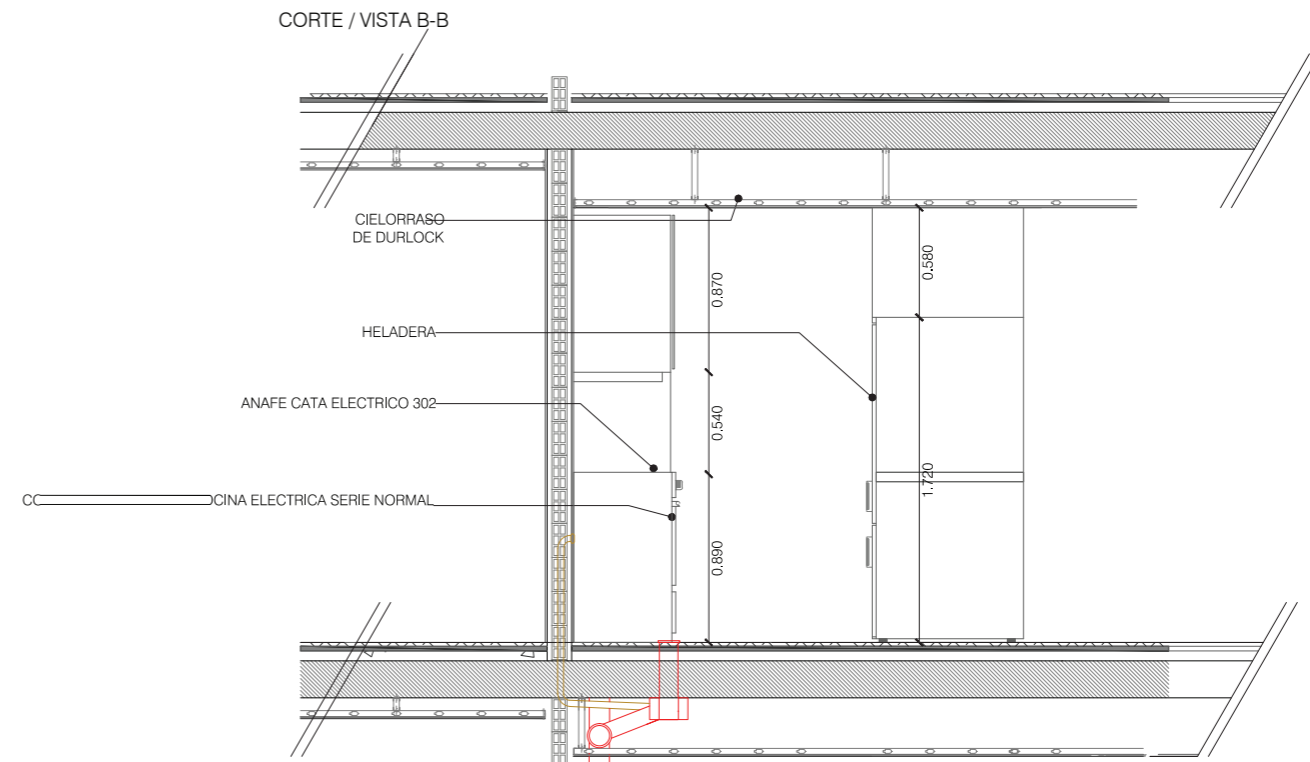 CORTE / VISTA B-B
CIELORRASO
DE DURLOCK
0.870
0.580
HELADERA
ANAFE CATA ELECTRICO 302
0.540
1.720
OCINA ELECTRICA SERIE NORMAL
0.890